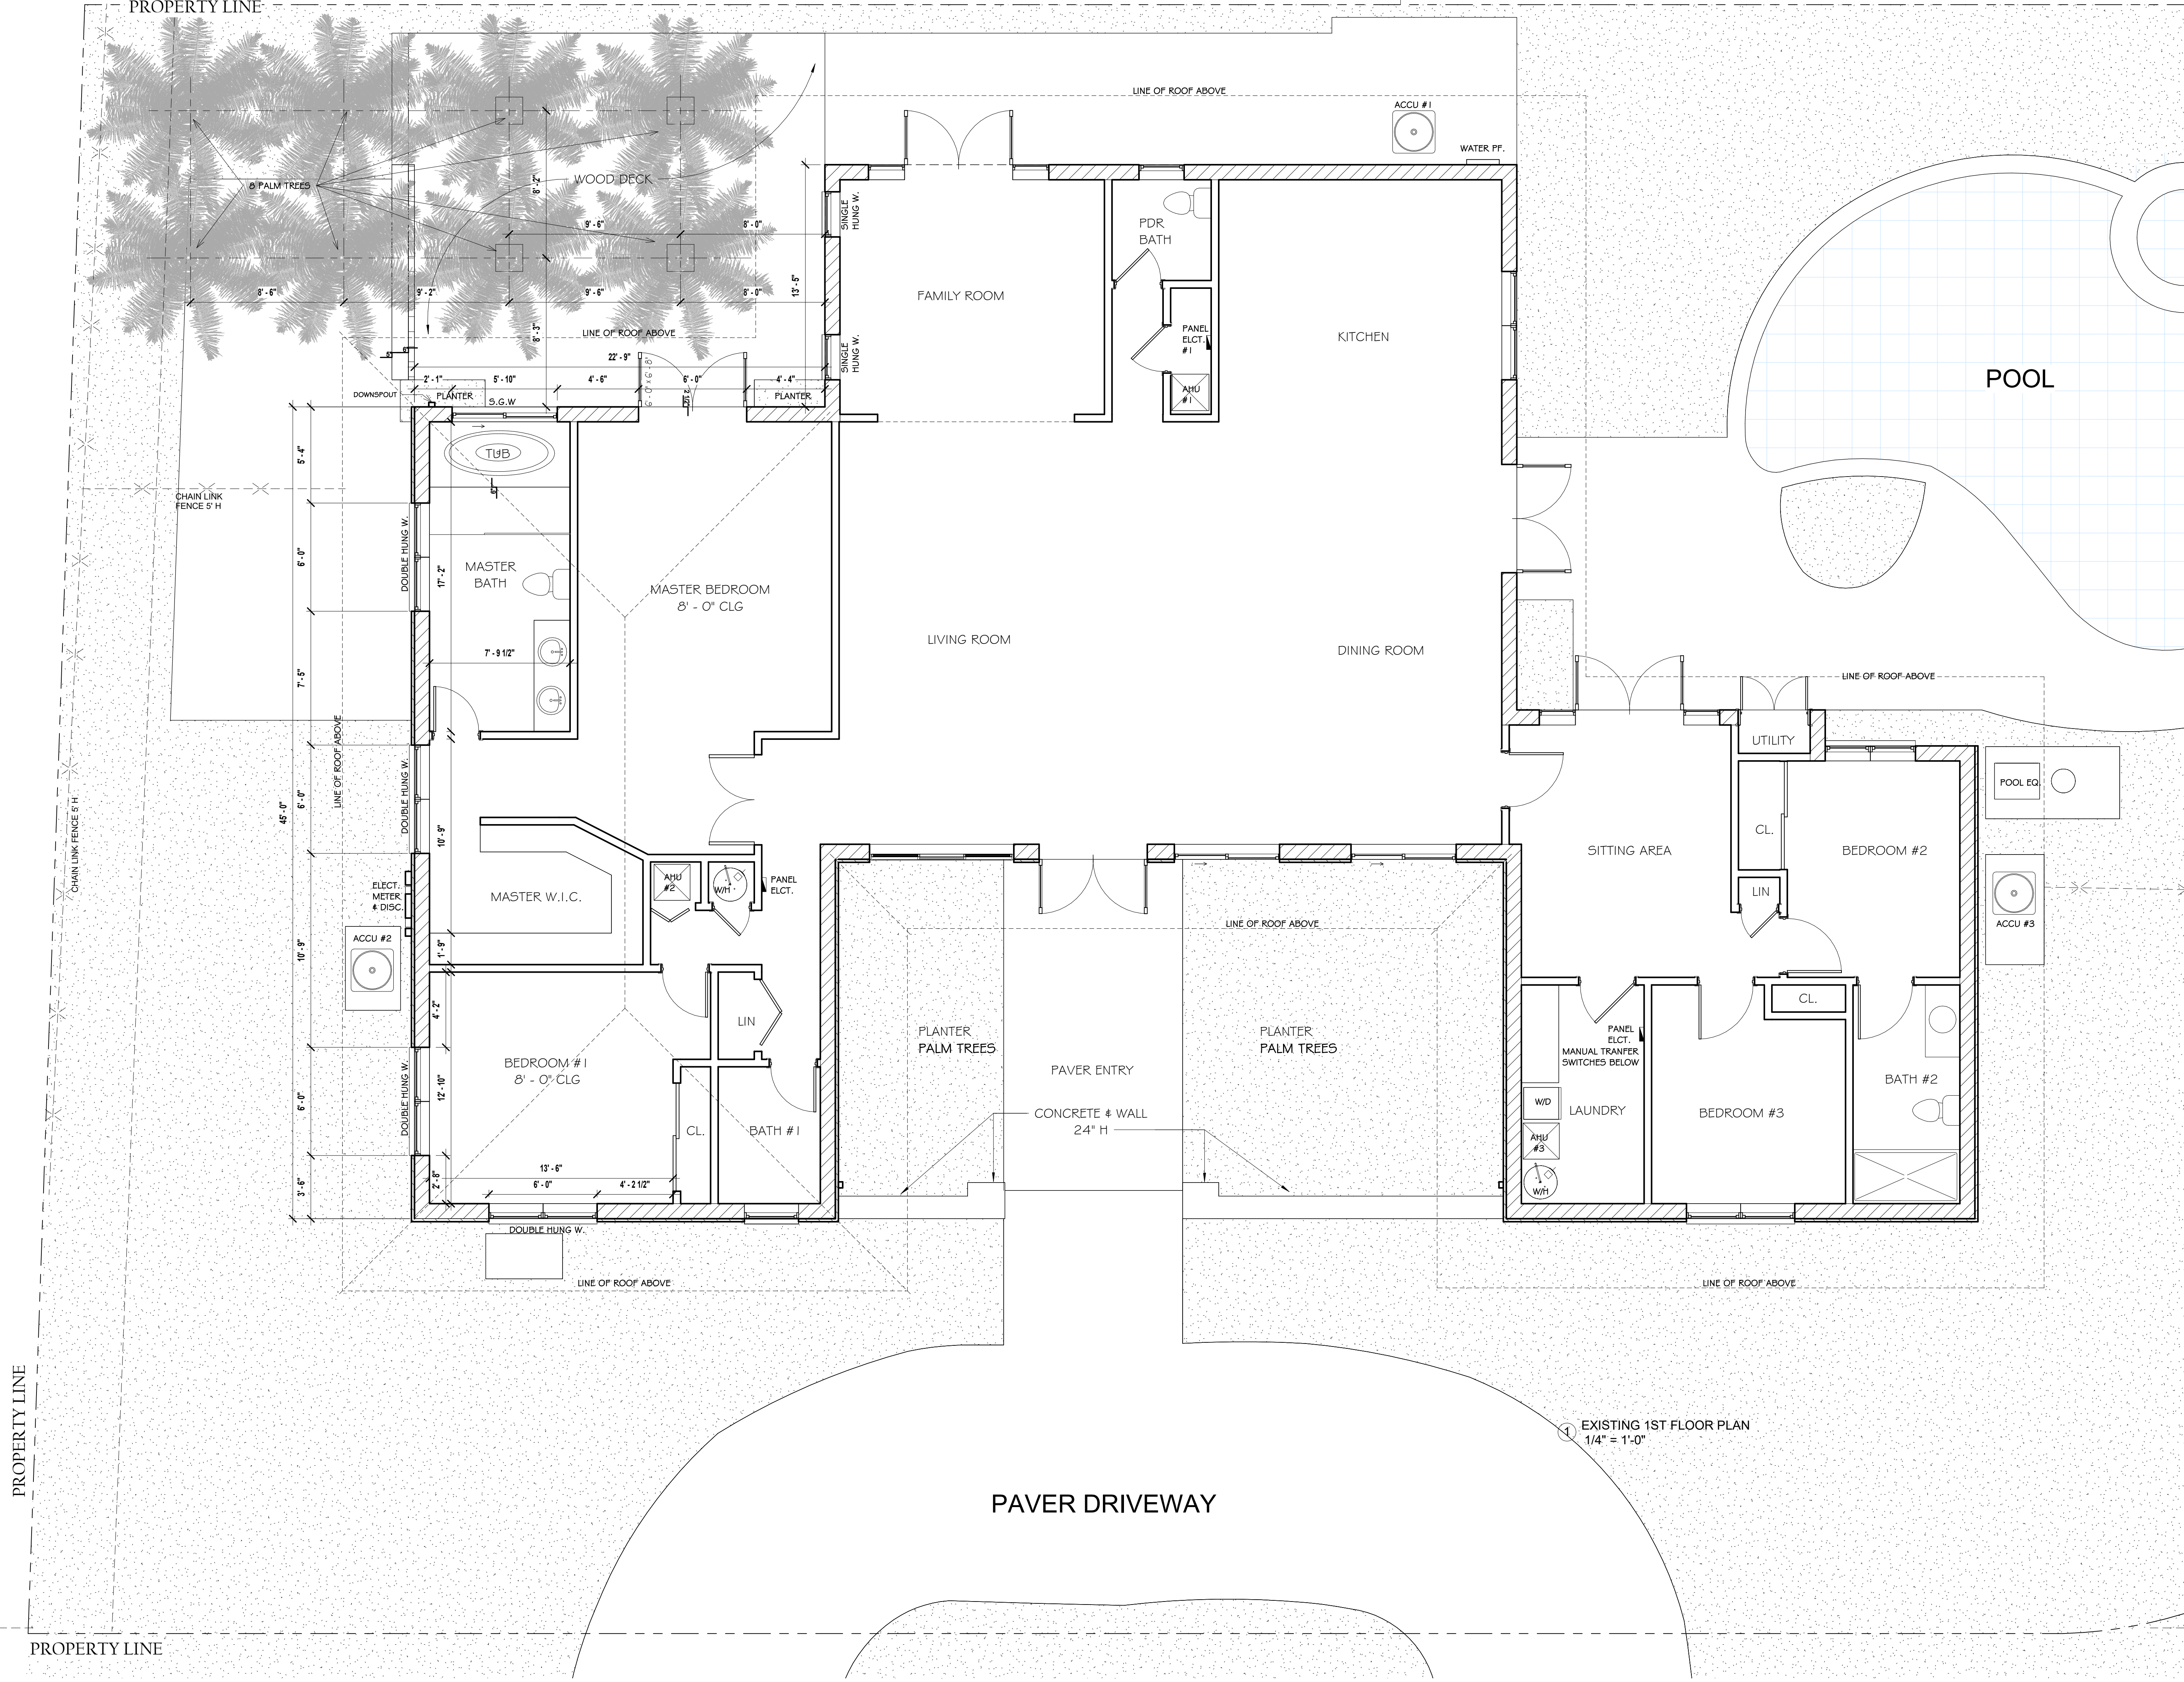 PROPERTY LINE
LINE OF ROOF ABOVE
ACCU #1
WATER PF.
8 PALM TREES
WOOD DECK
8' - 2"
SINGLE
HUNG W.
PDR
BATH
9' - 6"
8' - 0"
8' - 6"
9' - 2"
9' - 6"
8' - 0"
13' - 5"
FAMILY ROOM
LINE OF ROOF ABOVE
8' - 3"
PANEL
ELCT.
#1
KITCHEN
SINGLE
HUNG W.
22' - 9"
6' - 0" x 6' - 8"
POOL
2' - 1"
5' - 10"
4' - 6"
6' - 0"
4' - 4"
DOWNSPOUT
PLANTER
S.G.W
PLANTER
AHU
#1
TUB
5' - 4"
CHAIN LINK
FENCE 5' H
DOUBLE HUNG W.
6' - 0"
17' - 2"
MASTER
BATH
MASTER BEDROOM
8' - 0" CLG
LIVING ROOM
DINING ROOM
7' - 9 1/2"
7' - 5"
LINE OF ROOF ABOVE
LINE OF ROOF ABOVE
UTILITY
POOL EQ.
45' - 0"
6' - 0"
DOUBLE HUNG W.
10' - 9"
CHAIN LINK FENCE 5' H
CL.
SITTING AREA
BEDROOM #2
ELECT.
METER
& DISC.
MASTER W.I.C.
AHU
#2
W/H
PANEL
ELCT.
LIN
LINE OF ROOF ABOVE
ACCU #3
ACCU #2
10' - 9"
1' - 9"
4' - 2"
CL.
LIN
PLANTER
PALM TREES
PLANTER
PALM TREES
PANEL
ELCT.
MANUAL TRANFER
SWITCHES BELOW
BEDROOM #1
8' - 0" CLG
PAVER ENTRY
BATH #2
6' - 0"
DOUBLE HUNG W.
12' - 10"
W/D
LAUNDRY
BEDROOM #3
CONCRETE & WALL
24" H
CL.
BATH #1
AHU
#3
13' - 6"
6' - 0"
4' - 2 1/2"
2' - 8"
3' - 6"
W/H
DOUBLE HUNG W.
LINE OF ROOF ABOVE
LINE OF ROOF ABOVE
PROPERTY LINE
1
EXISTING 1ST FLOOR PLAN
1/4" = 1'-0"
PAVER DRIVEWAY
PROPERTY LINE